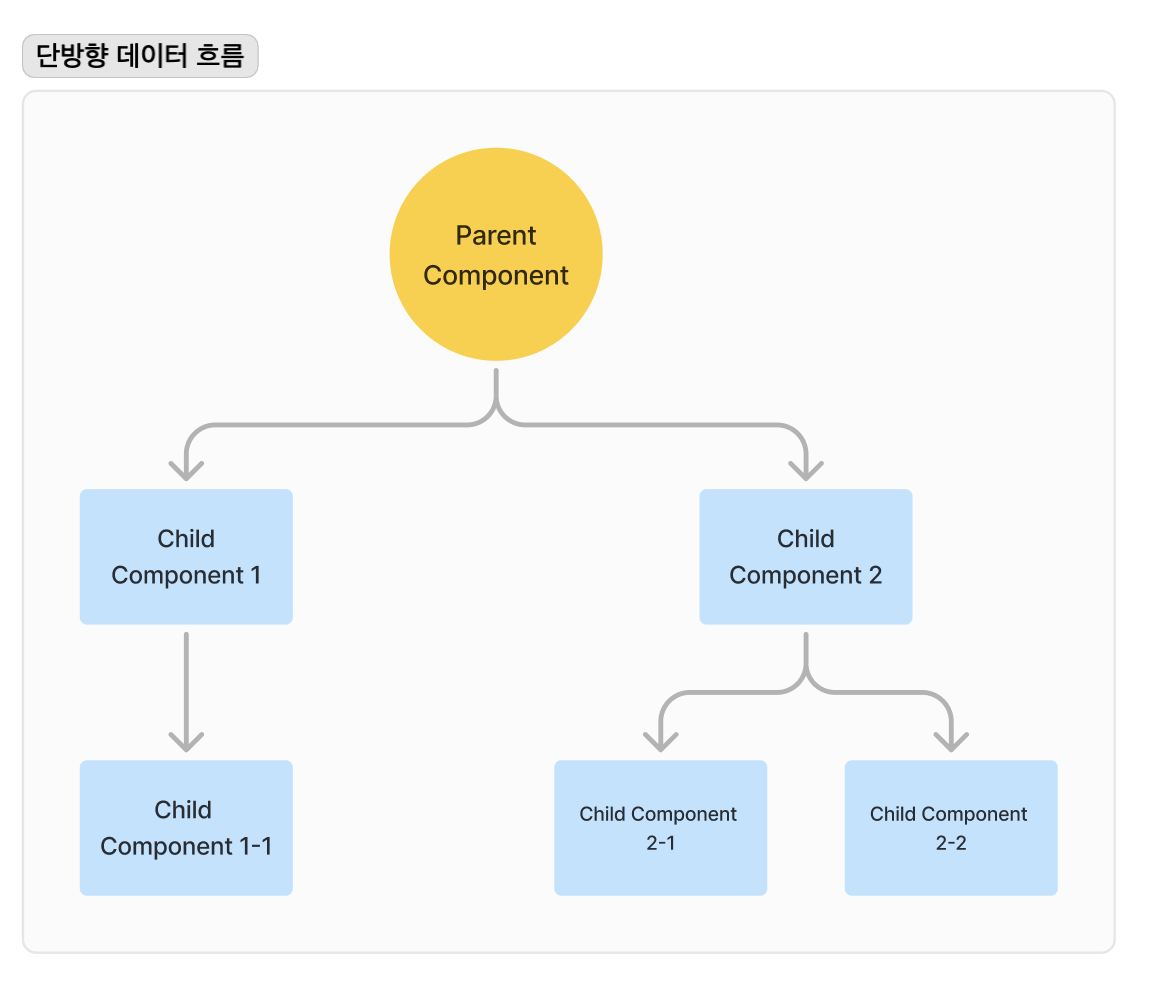 단방향 데이터 흐름
Parent
Component
Child
Component 1
Child
Component 2
Child
Component 1-1
Child Component
2-1
Child Component
2-2